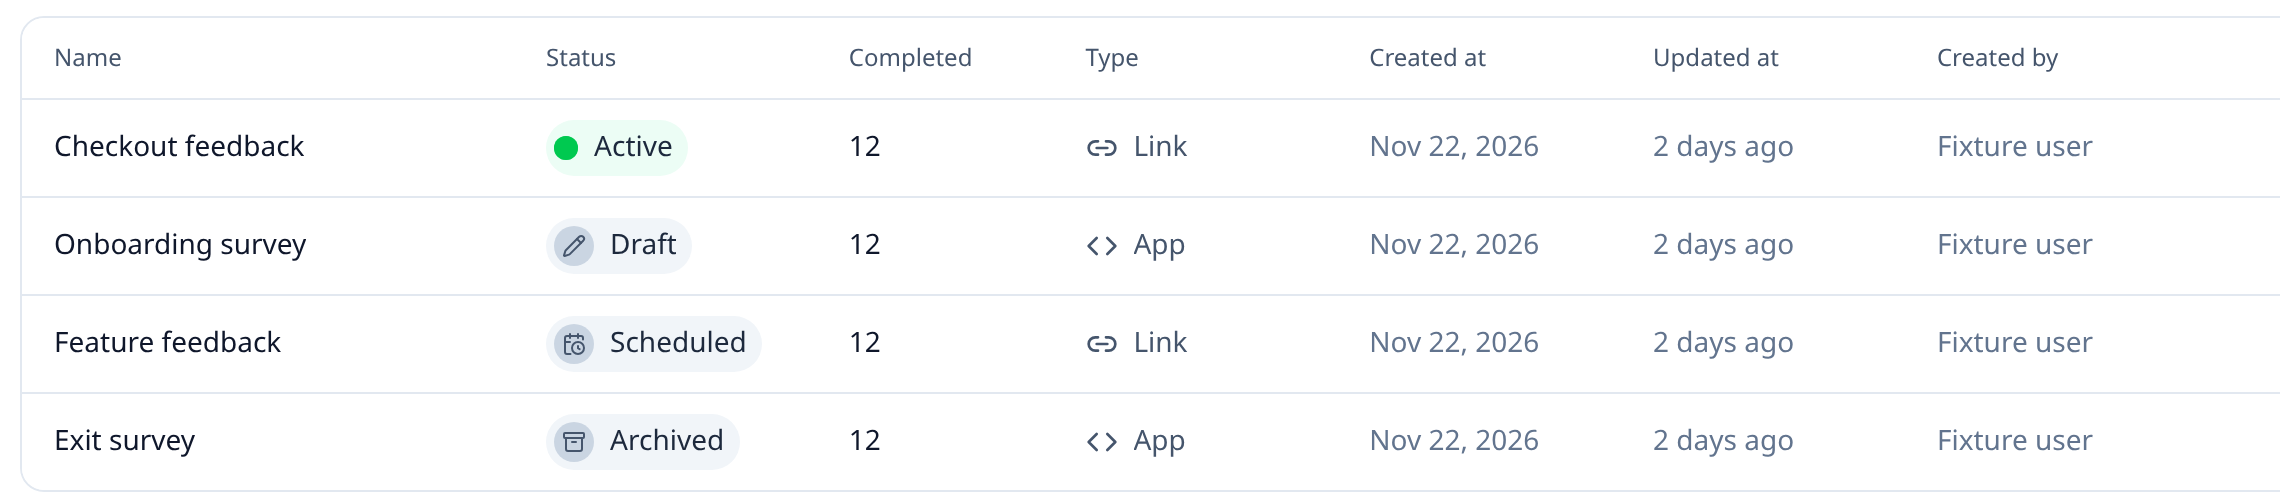 Name Status Completed Type Created at Updated at Created by
Checkout feedback Active 12 Link Nov 22, 2026 2 days ago Fixture user
Onboarding survey Draft 12 App Nov 22, 2026 2 days ago Fixture user
Feature feedback Scheduled 12 Link Nov 22, 2026 2 days ago Fixture user
Exit survey Archived 12 App Nov 22, 2026 2 days ago Fixture user